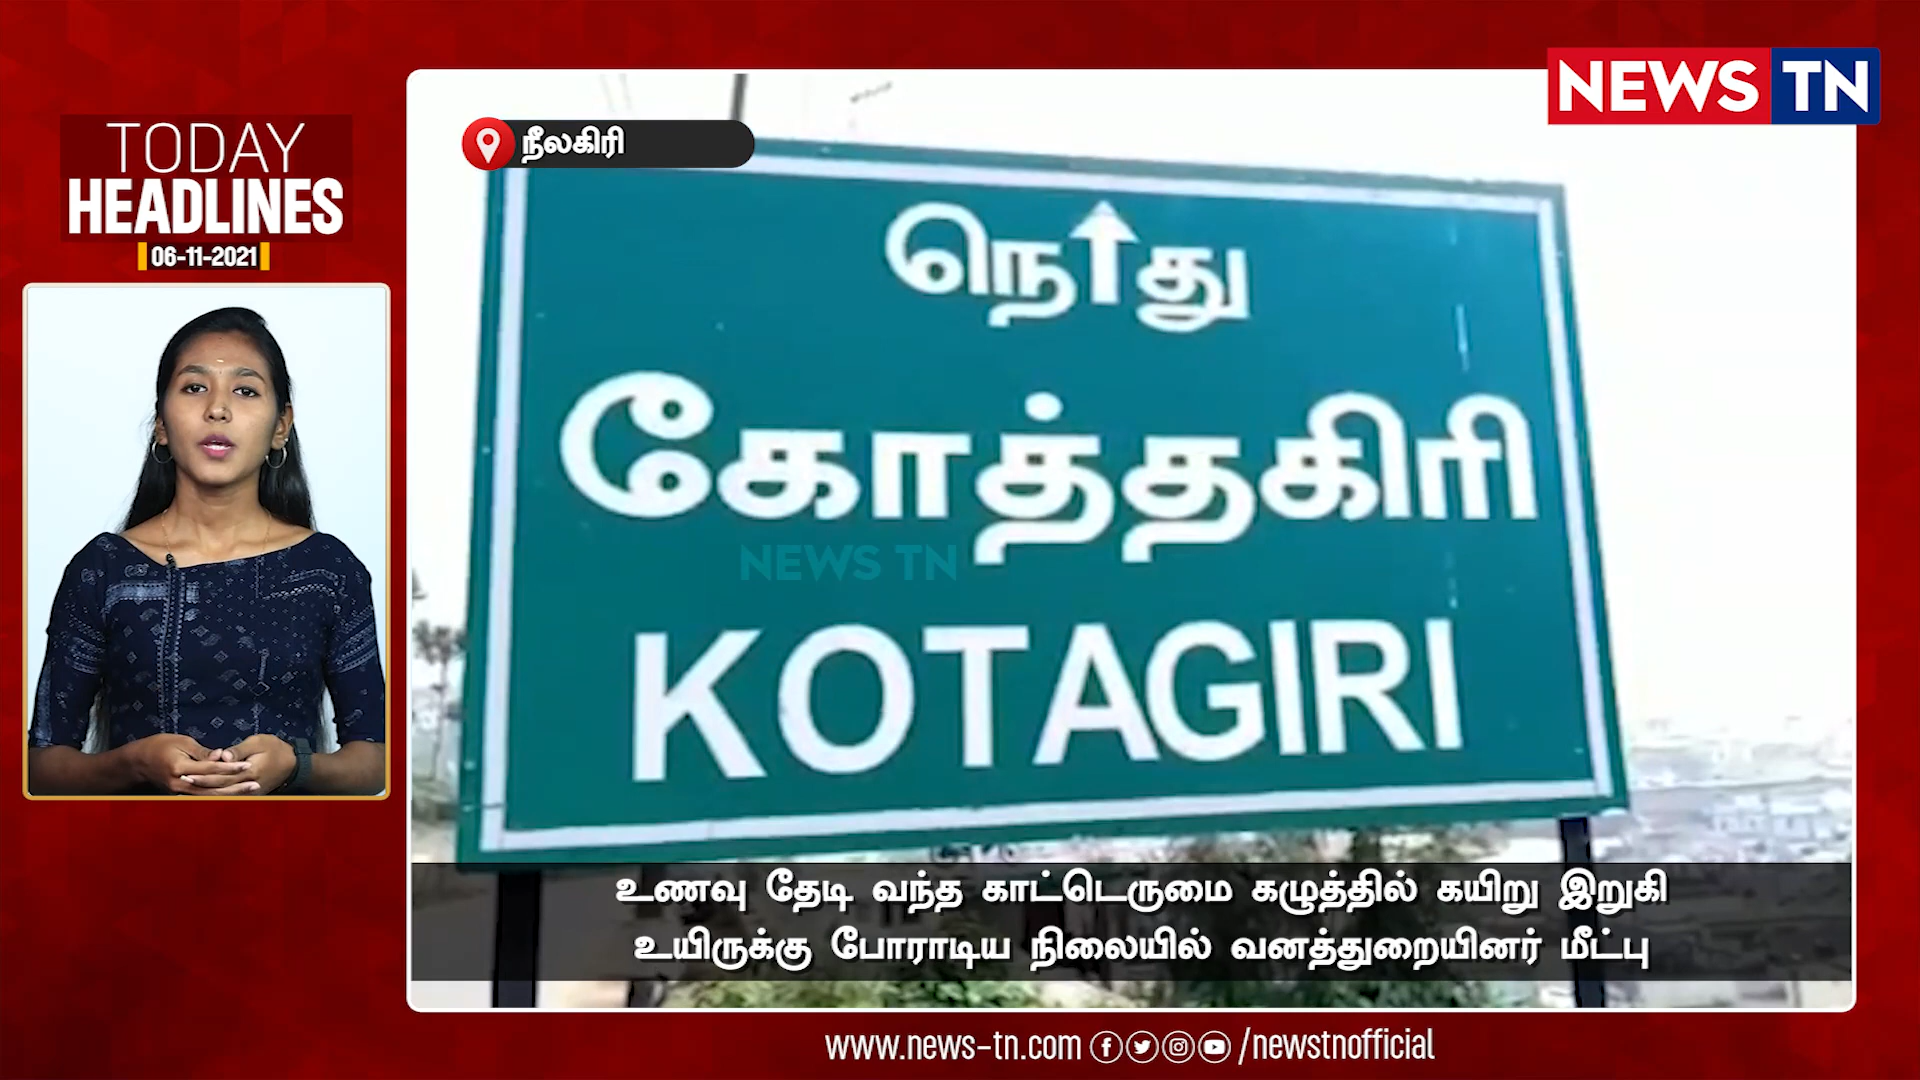 TODAY
HEADLINES
06-11-2021
NEWS TN
நீலகிரி
நொது
கோத்தகிரி
NEWS TN
KOTAGIRI
உணவு தேடி வந்த காட்டெருமை கழுத்தில் கயிறு இறுகி
உயிருக்கு போராடிய நிலையில் வனத்துறையினர் மீட்பு
www.news-tn.com /newstnofficial